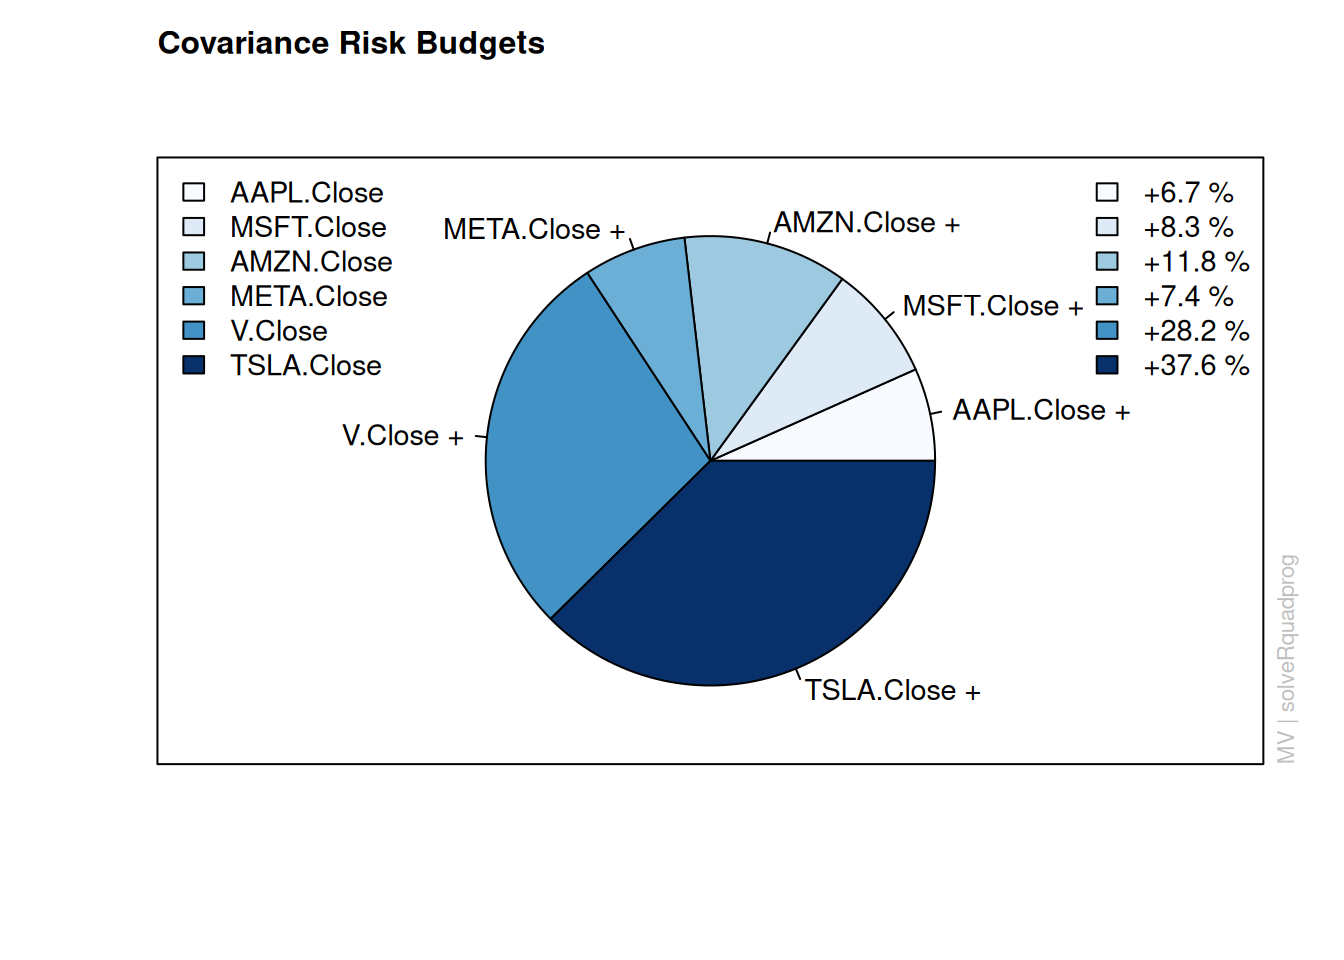 Covariance Risk Budgets
AAPL.Close
MSFT.Close
AMZN.Close
META.Close
V.Close
TSLA.Close
+6.7 %
+8.3 %
+11.8 %
+7.4 %
+28.2 %
+37.6 %
META.Close +
AMZN.Close +
MSFT.Close +
AAPL.Close +
V.Close +
TSLA.Close +
MV | solveRquadprog